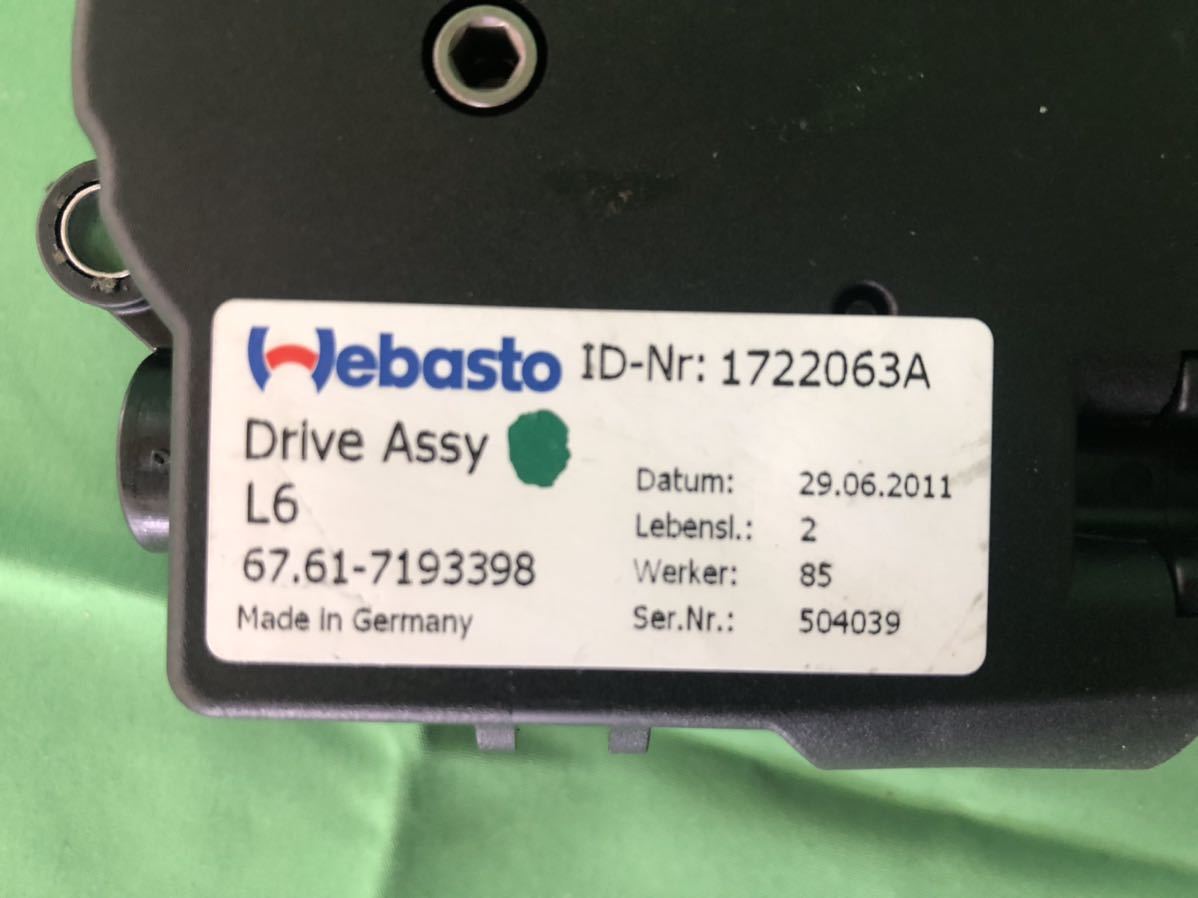 Webasto ID-Nr: 1722063A
Drive Assy
L6
67.61-7193398
Made in Germany
Datum: 29.06.2011
Lebensl.: 2
Werker: 85
Ser.Nr.: 504039